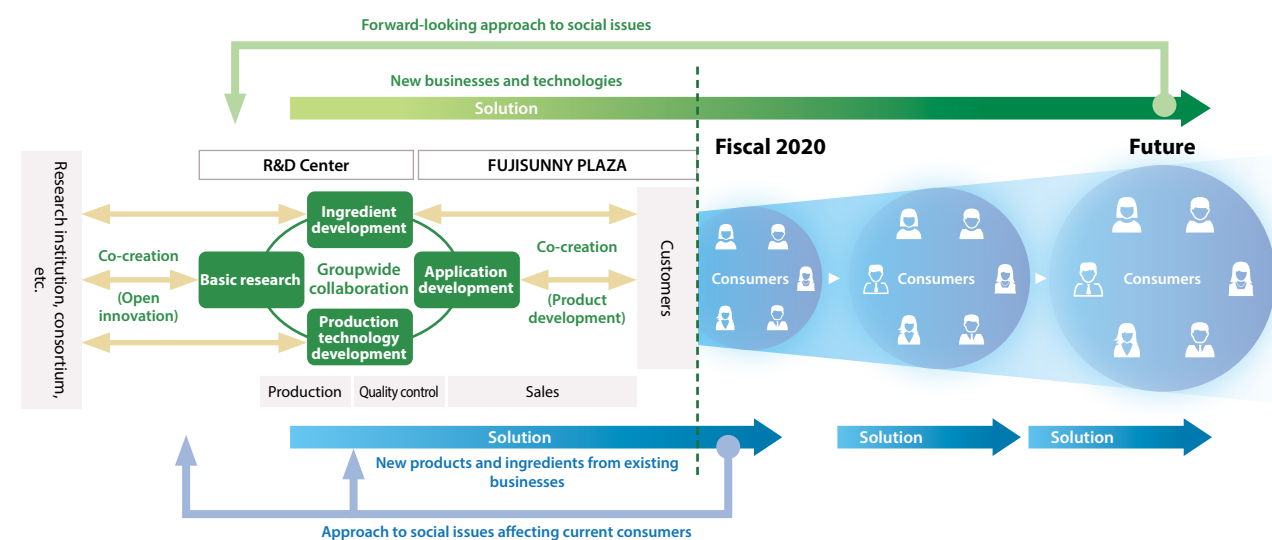 Forward-looking approach to social issues
New businesses and technologies
Solution
Fiscal 2020
Future
R&D Center
FUJISUNNY PLAZA
Research institution, consortium,
etc.
Co-creation
(Open
innovation)
Ingredient
development
Basic research
Groupwide
collaboration
Application
development
Production
technology
development
Co-creation
(Product
development)
Customers
Consumers
Consumers
Consumers
Production
Quality control
Sales
Solution
Solution
Solution
New products and ingredients from existing
businesses
Approach to social issues affecting current consumers